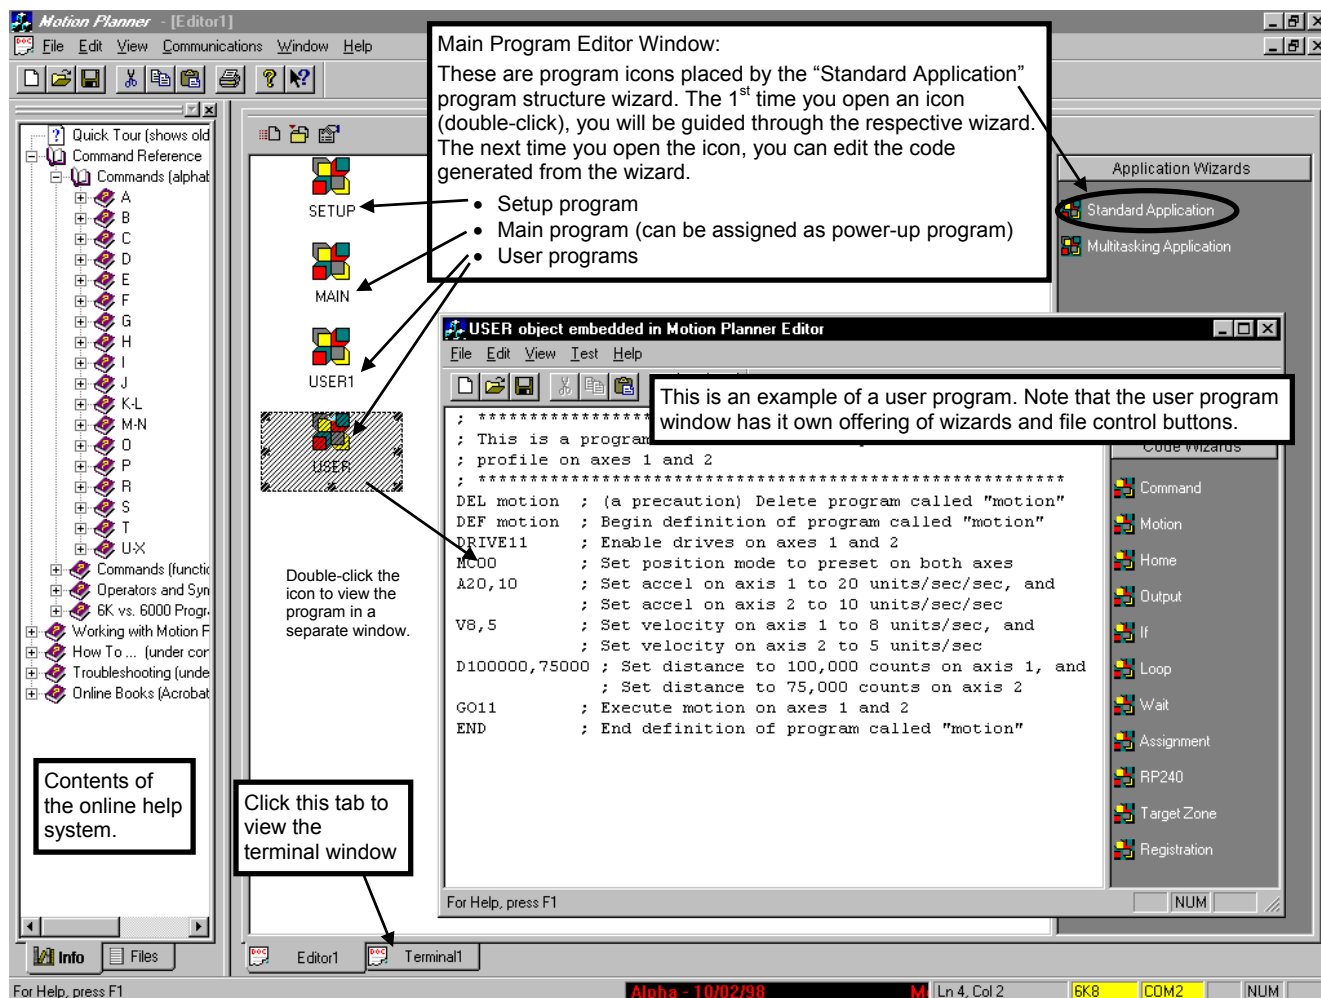 Motion Planner - [Editor1]
File Edit View Communications Window Help
Main Program Editor Window:
These are program icons placed by the “Standard Application”
program structure wizard. The 1st time you open an icon
(double-click), you will be guided through the respective wizard.
The next time you open the icon, you can edit the code
generated from the wizard.
• Setup program
• Main program (can be assigned as power-up program)
• User programs
Quick Tour (shows old
Command Reference
Commands (alphat
A
B
C
D
E
F
G
H
I
J
K-L
M-N
O
P
R
S
T
U-X
Commands (functio
Operators and Syn
6K vs. 6000 Progr
Working with Motion F
How To ... (under cor
Troubleshooting (unde
Online Books (Acrobat
Contents of
the online help
system.
SETUP
MAIN
USER1
USER
Double-click the
icon to view the
program in a
separate window.
Click this tab to
view the
terminal window
Application Wizards
Standard Application
Multitasking Application
USER object embedded in Motion Planner Editor
File Edit View Test Help
This is an example of a user program. Note that the user program
window has it own offering of wizards and file control buttons.
; *****************
; This is a program
; profile on axes 1 and 2
; *********************************************************
DEL motion ; (a precaution) Delete program called "motion"
DEF motion ; Begin definition of program called "motion"
DRIVE11 ; Enable drives on axes 1 and 2
MC00 ; Set position mode to preset on both axes
A20,10 ; Set accel on axis 1 to 20 units/sec/sec, and
; Set accel on axis 2 to 10 units/sec/sec
V8,5 ; Set velocity on axis 1 to 8 units/sec, and
; Set velocity on axis 2 to 5 units/sec
D100000,75000 ; Set distance to 100,000 counts on axis 1, and
; Set distance to 75,000 counts on axis 2
GO11 ; Execute motion on axes 1 and 2
END ; End definition of program called "motion"
Code Wizards
Command
Motion
Home
Output
If
Loop
Wait
Assignment
RP240
Target Zone
Registration
For Help, press F1
NUM
Info Files
Editor1 Terminal1
For Help, press F1
Alpha - 10/02/98 M
Ln 4, Col 2
6K8
COM2
NUM